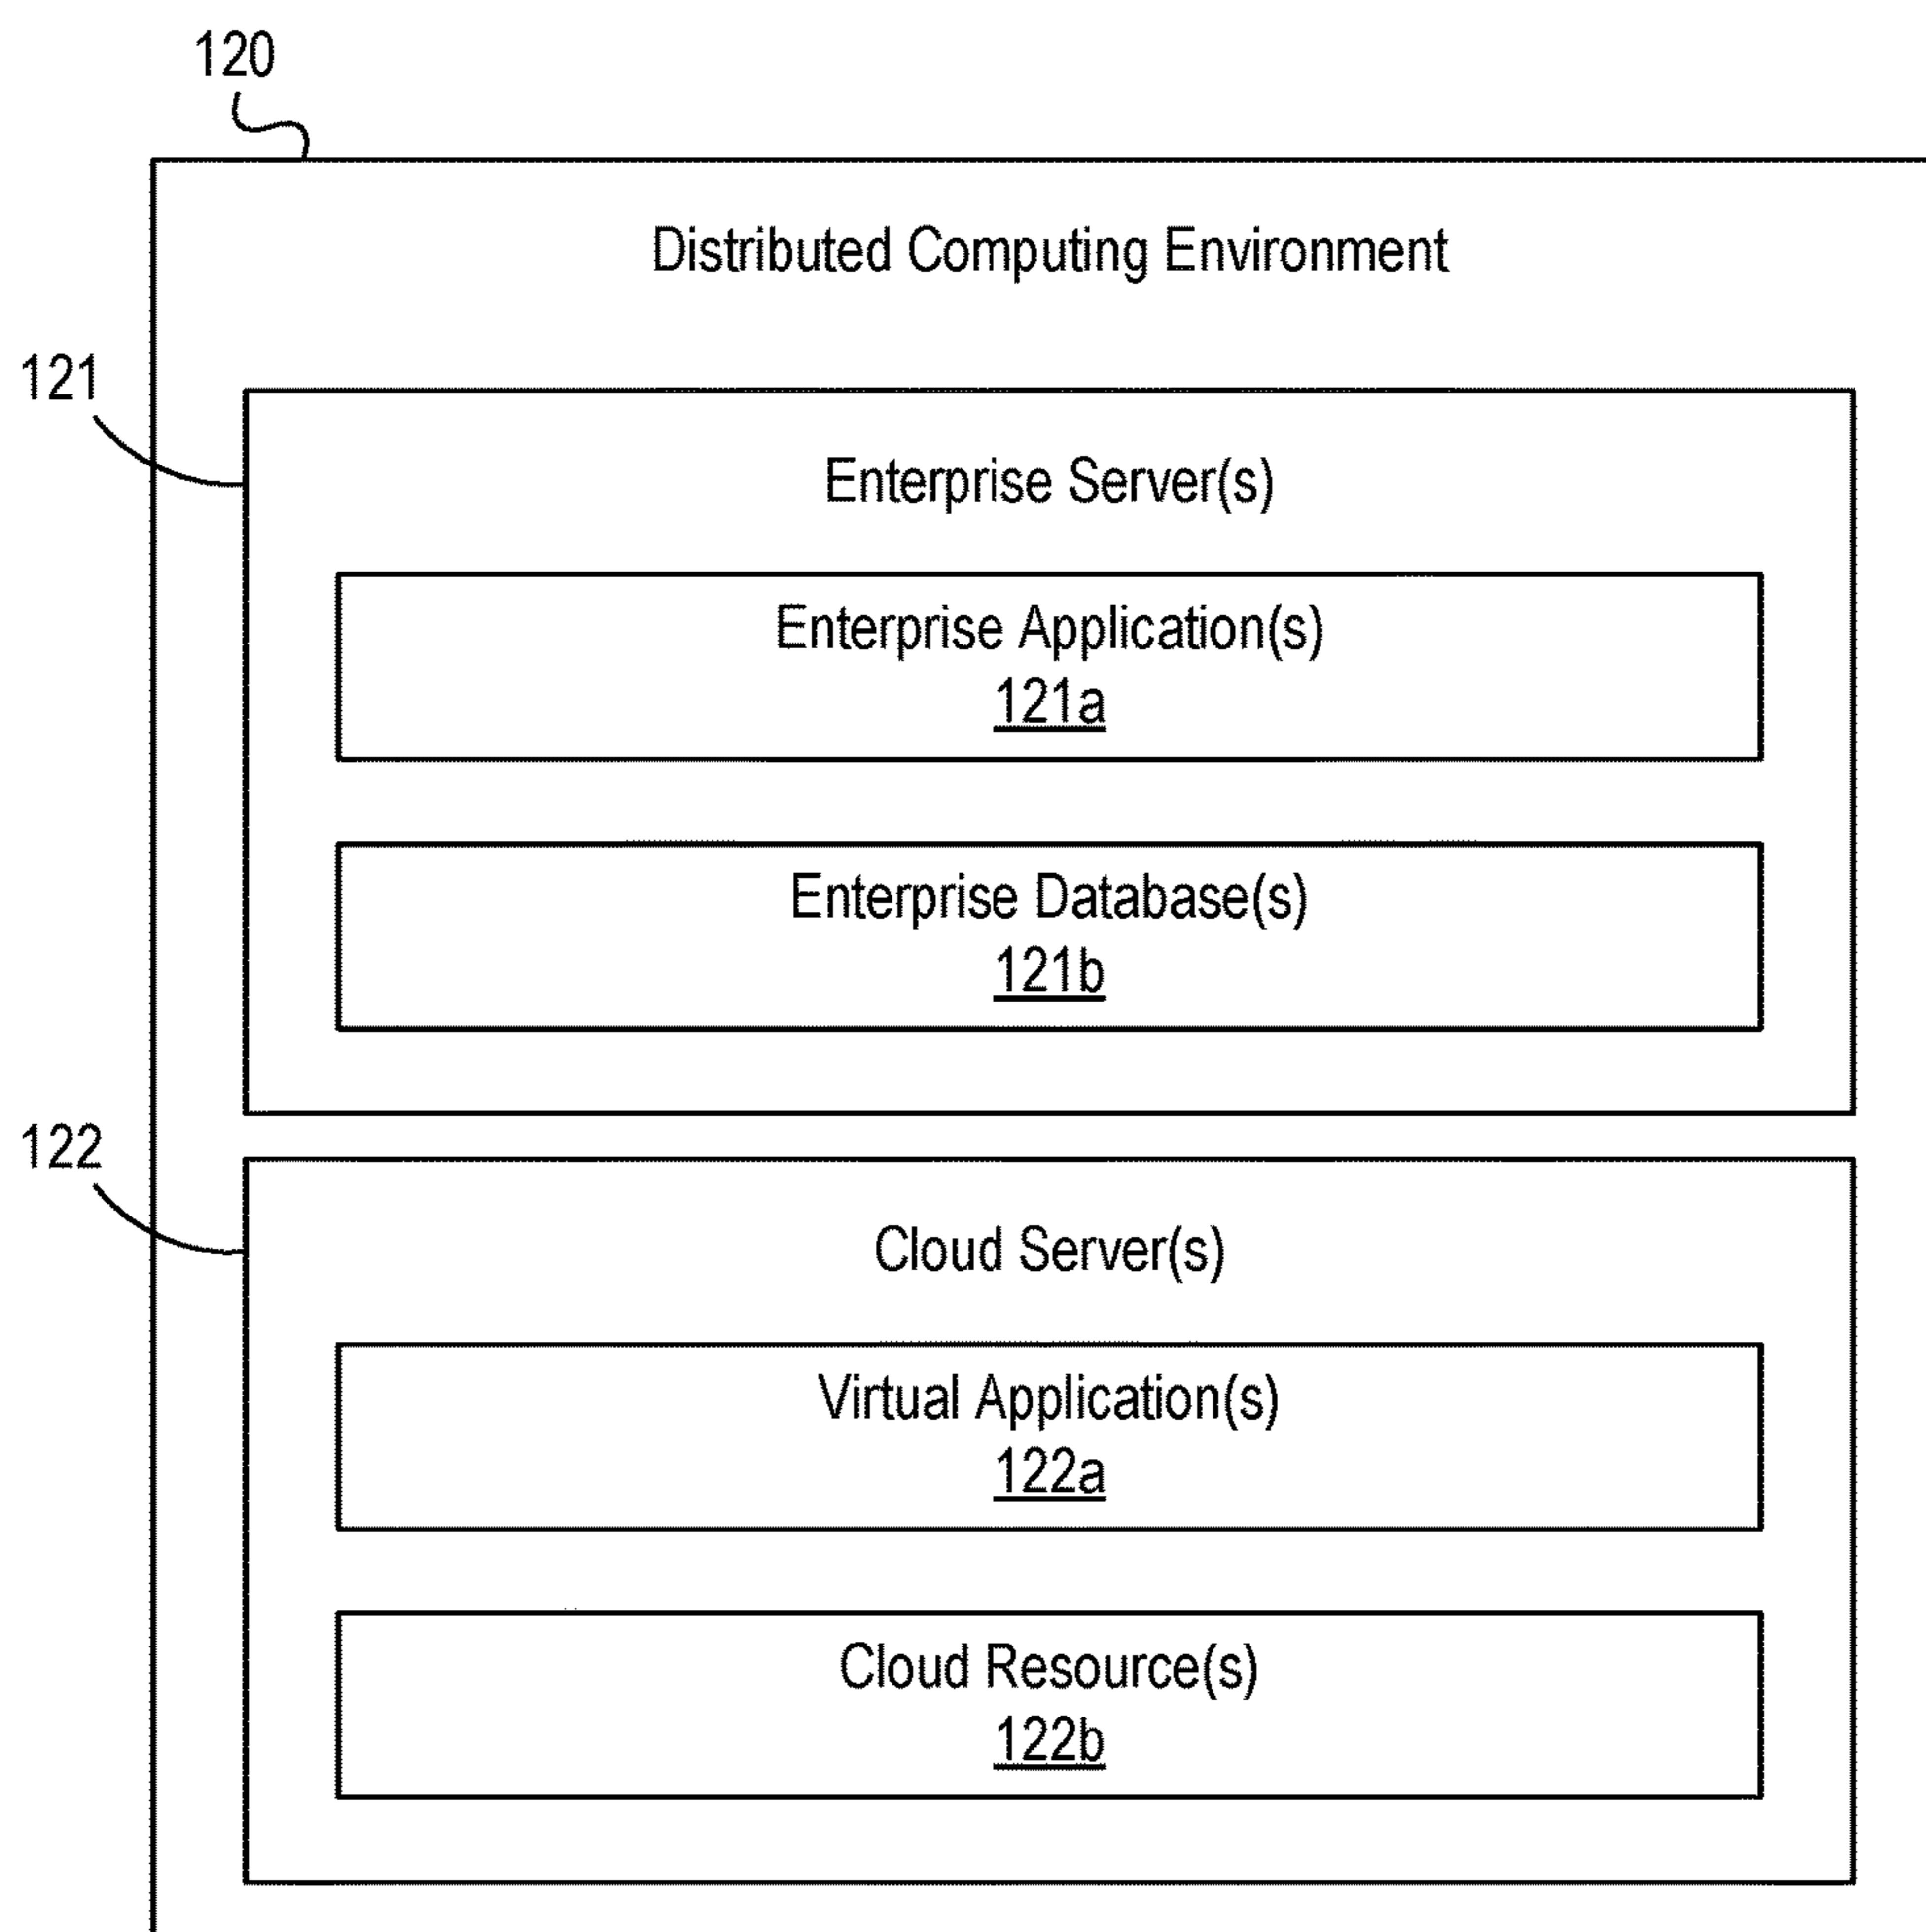 120
Distributed Computing Environment
121
Enterprise Server(s)
Enterprise Application(s)
121a
Enterprise Database(s)
121b
122
Cloud Server(s)
Virtual Application(s)
122a
Cloud Resource(s)
122b